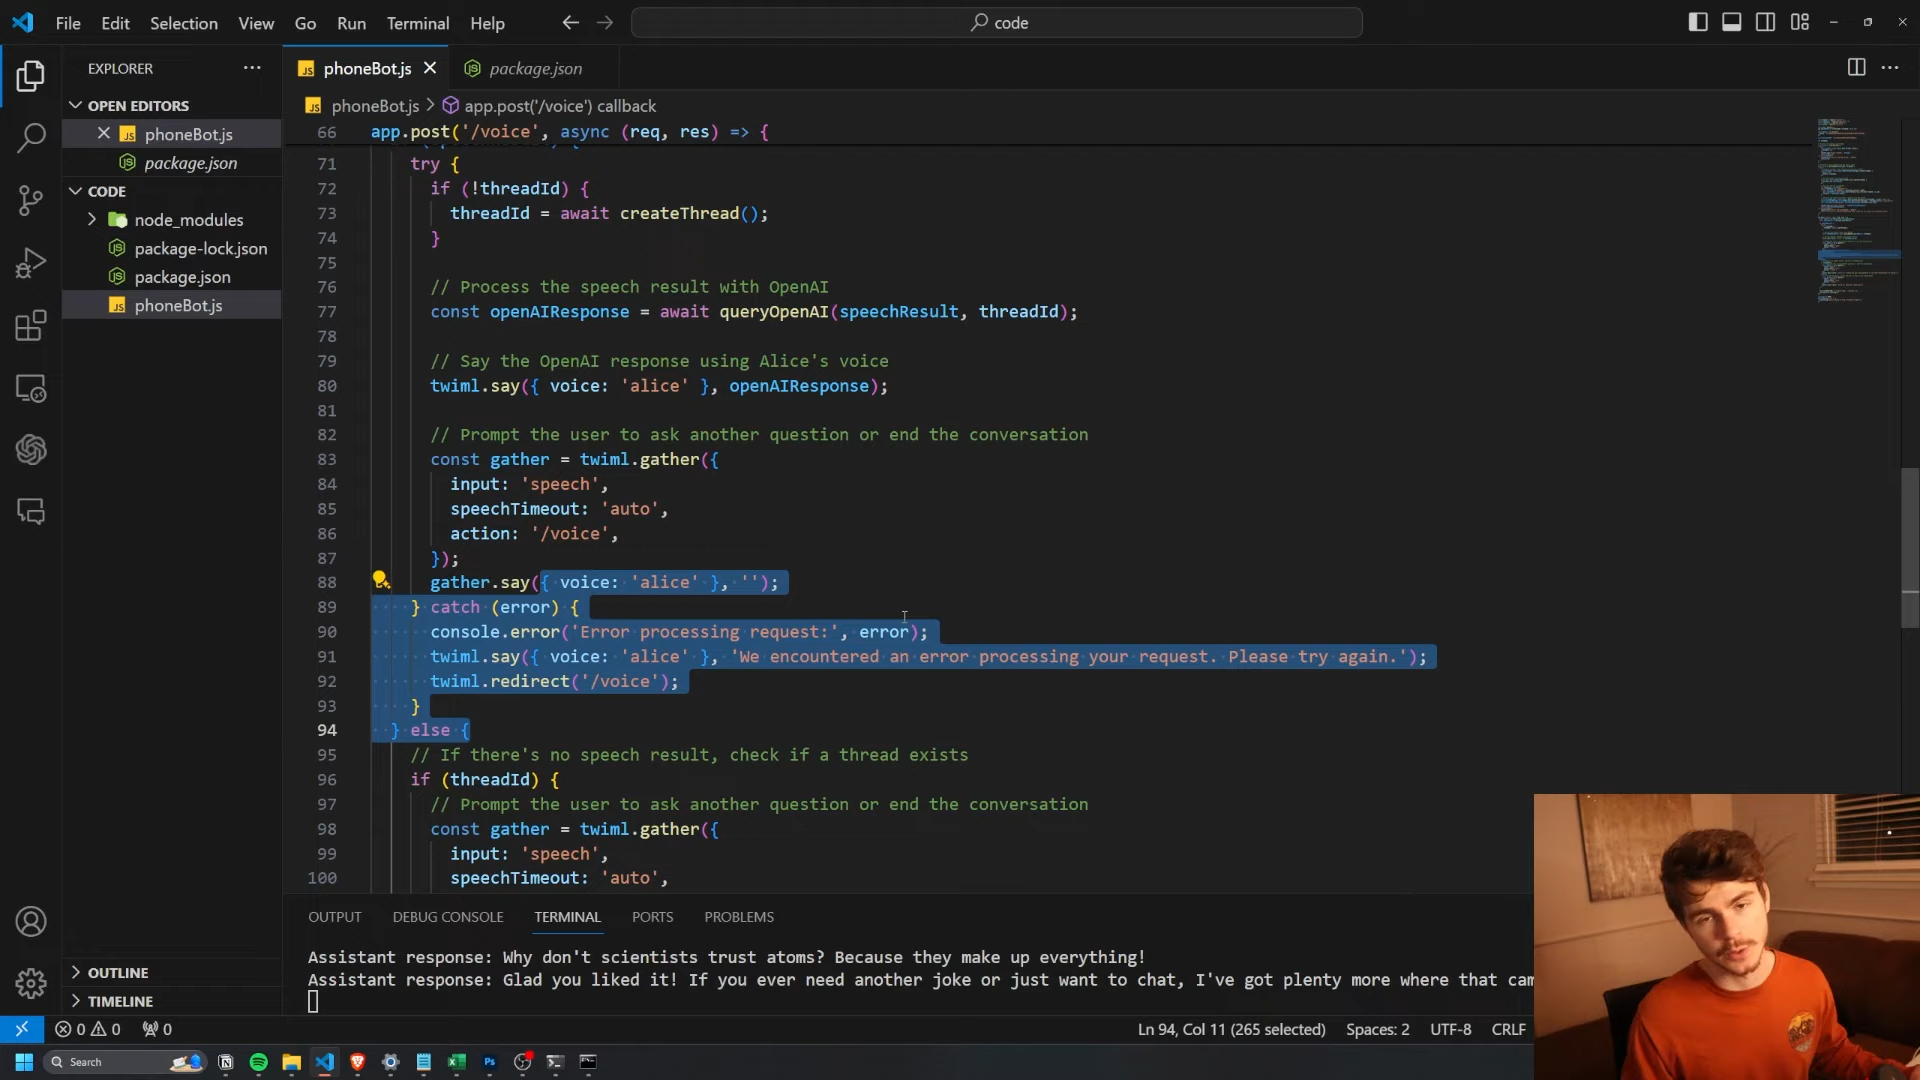 File Edit Selection View Go Run Terminal Help
code
EXPLORER
OPEN EDITORS
phoneBot.js
package.json
CODE
node_modules
package-lock.json
package.json
phoneBot.js
OUTLINE
TIMELINE
phoneBot.js
package.json
phoneBot.js > app.post('/voice') callback
66 app.post('/voice', async (req, res) => {
71 try {
72 if (!threadId) {
73 threadId = await createThread();
74 }
75
76 // Process the speech result with OpenAI
77 const openAIResponse = await queryOpenAI(speechResult, threadId);
78
79 // Say the OpenAI response using Alice's voice
80 twiml.say({ voice: 'alice' }, openAIResponse);
81
82 // Prompt the user to ask another question or end the conversation
83 const gather = twiml.gather({
84 input: 'speech',
85 speechTimeout: 'auto',
86 action: '/voice',
87 });
88 gather.say({ voice: 'alice' }, '');
89 } catch (error) {
90 console.error('Error processing request:', error);
91 twiml.say({ voice: 'alice' }, 'We encountered an error processing your request. Please try again.');
92 twiml.redirect('/voice');
93 }
94 } else {
95 // If there's no speech result, check if a thread exists
96 if (threadId) {
97 // Prompt the user to ask another question or end the conversation
98 const gather = twiml.gather({
99 input: 'speech',
100 speechTimeout: 'auto',
OUTPUT DEBUG CONSOLE TERMINAL PORTS PROBLEMS
Assistant response: Why don't scientists trust atoms? Because they make up everything!
Assistant response: Glad you liked it! If you ever need another joke or just want to chat, I've got plenty more where that cam
0 0 0 Ln 94, Col 11 (265 selected) Spaces: 2 UTF-8 CRLF
Search